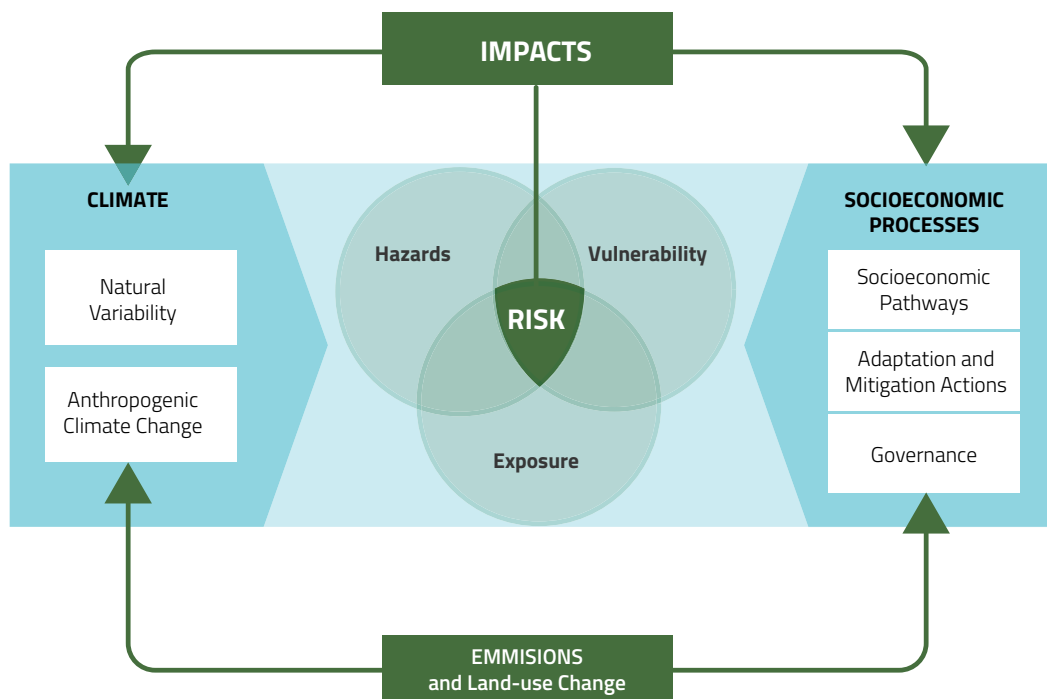 IMPACTS
CLIMATE
Natural
Variability
Anthropogenic
Climate Change
Hazards
Vulnerability
RISK
Exposure
SOCIOECONOMIC
PROCESSES
Socioeconomic
Pathways
Adaptation and
Mitigation Actions
Governance
EMMISIONS
and Land-use Change